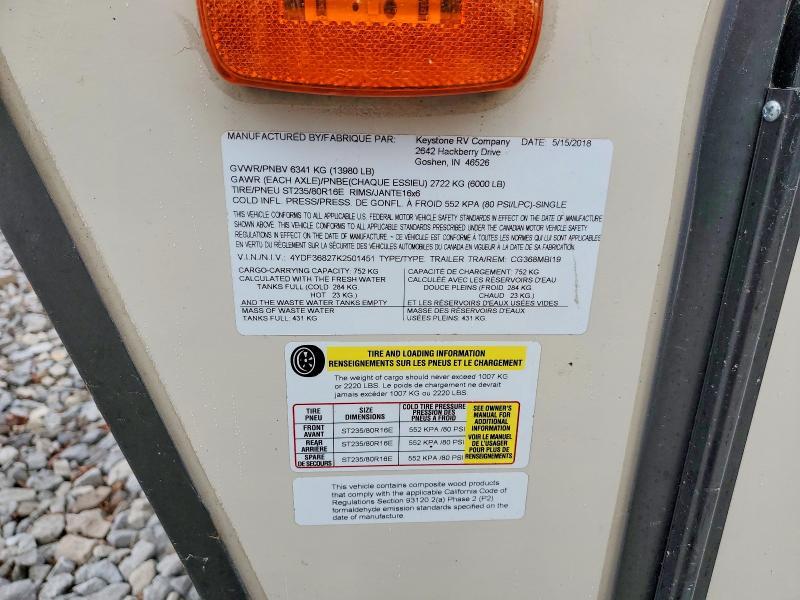 MANUFACTURED BY/FABRIQUE PAR: Keystone RV Company DATE: 5/15/2018
2642 Hackberry Drive
Goshen, IN 46526
GVWR/PNBV 6341 KG (13980 LB)
GAWR (EACH AXLE)/PNBE(CHAQUE ESSIEU) 2722 KG (6000 LB)
TIRE/PNEU ST235/80R16E RIMS/JANTE16x6
COLD INFL. PRESS/PRESS. DE GONFL. À FROID 552 KPA (80 PSI/LPC)-SINGLE
THIS VEHICLE CONFORMS TO ALL APPLICABLE U.S. FEDERAL MOTOR VEHICLE SAFETY STANDARDS IN EFFECT ON THE DATE OF MANUFACTURE
SHOWN ABOVE. THIS VEHICLE CONFORMS TO ALL APPLICABLE STANDARDS PRESCRIBED UNDER THE CANADIAN MOTOR VEHICLE SAFETY
REGULATIONS IN EFFECT ON THE DATE OF MANUFACTURE. - CE VÉHICULE EST CONFORME À TOUTES LES NORMES QUI LUI SONT APPLICABLES
EN VERTU DU RÈGLEMENT SUR LA SÉCURITÉ DES VÉHICULES AUTOMOBILES DU CANADA EN VIGUEUR À LA DATE DE SA FABRICATION.
V.I.N./N.I.V.: 4YDF36827K2501451 TYPE/TYPE: TRAILER TRA/REM: CG368MBI19
CARGO-CARRYING CAPACITY: 752 KG
CALCULATED WITH THE FRESH WATER
TANKS FULL (COLD 284 KG.
HOT 23 KG.)
AND THE WASTE WATER TANKS EMPTY
MASS OF WASTE WATER
TANKS FULL: 431 KG
CAPACITÉ DE CHARGEMENT: 752 kg
CALCULÉE AVEC LES RÉSERVOIRS D'EAU
DOUCE PLEINS (FROID 284 KG
CHAUD 23 KG.)
ET LES RÉSERVOIRS D'EAUX USÉES VIDES
MASSE DES RÉSERVOIRS D'EAUX
USÉES PLEINS: 431 KG
TIRE AND LOADING INFORMATION
RENSEIGNEMENTS SUR LES PNEUS ET LE CHARGEMENT
The weight of cargo should never exceed 1007 KG
or 2220 LBS. Le poids de chargement ne devrait
jamais excéder 1007 KG ou 2220 LBS.
TIRE
PNEU
SIZE
DIMENSIONS
COLD TIRE PRESSURE
PRESSION DES
PNEUS A FROID
FRONT
AVANT
ST235/80R16E
552 KPA /80 PSI
REAR
ARRIÈRE
ST235/80R16E
552 KPA /80 PSI
SPARE
DE SECOURS
ST235/80R16E
552 KPA /80 PSI
SEE OWNER'S
MANUAL FOR
ADDITIONAL
INFORMATION
VOIR LE MANUEL
DE L'USAGER
POUR PLUS DE
RENSEIGNEMENTS
This vehicle contains composite wood products
that comply with the applicable California Code of
Regulations Section 93120.2(a) Phase 2 (P2)
formaldehyde emission standards specified on the
date of manufacture.